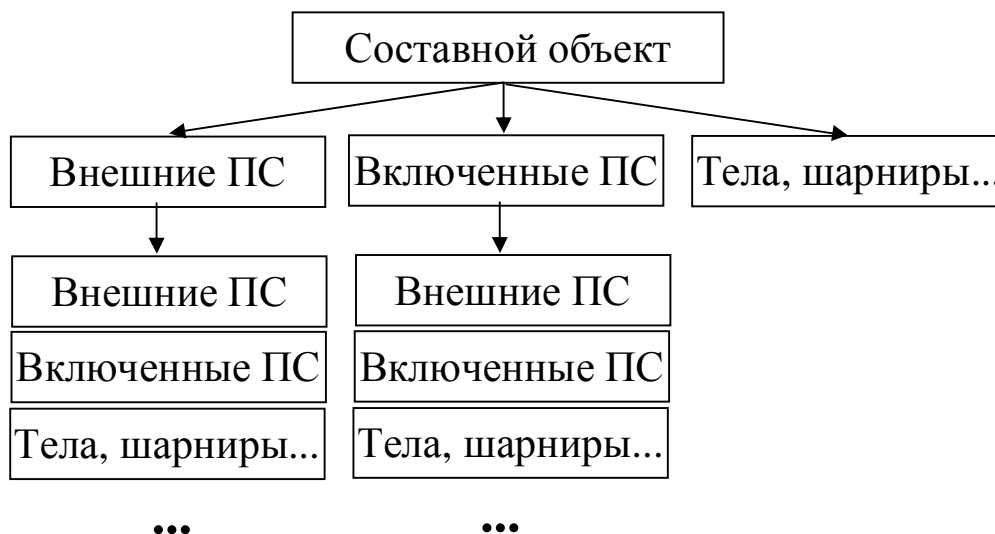 Составной объект
Внешние ПС
Включенные ПС
Тела, шарниры...
Внешние ПС
Внешние ПС
Включенные ПС
Включенные ПС
Тела, шарниры...
Тела, шарниры...
...
...